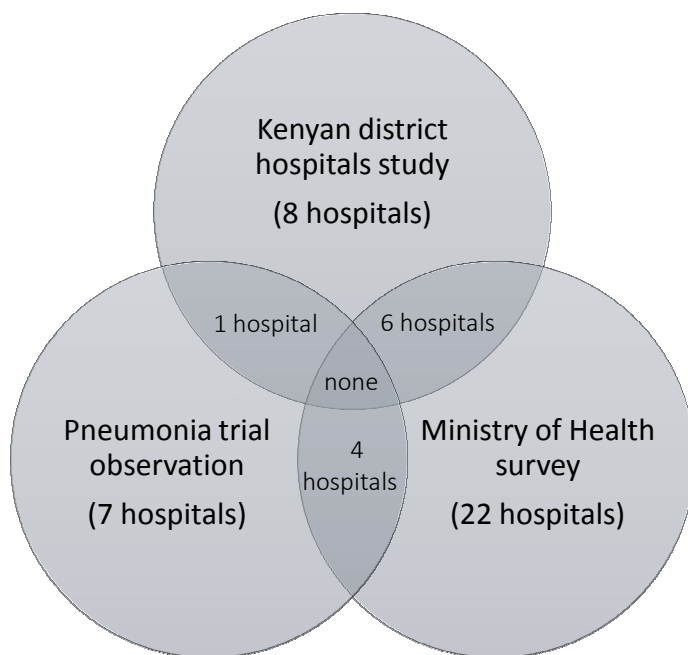 Kenyan district
hospitals study
(8 hospitals)
1 hospital
6 hospitals
none
Pneumonia trial
observation
(7 hospitals)
4
hospitals
Ministry of Health
survey
(22 hospitals)